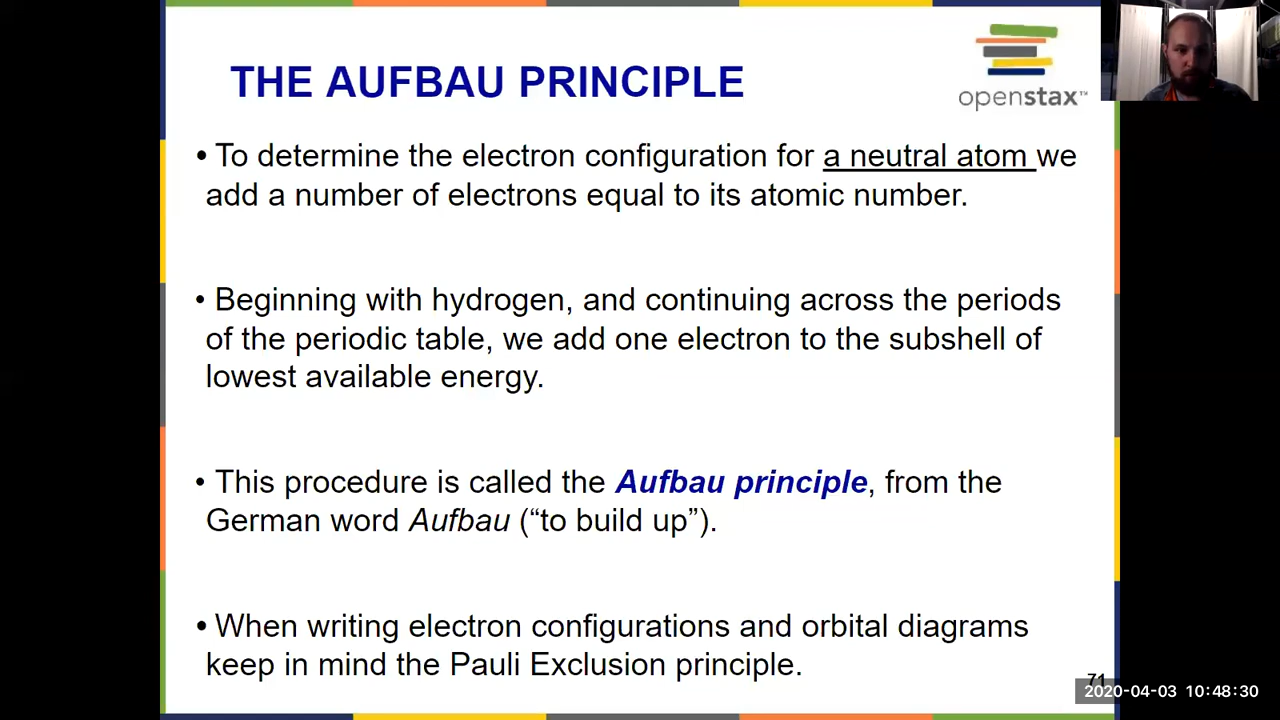 THE AUFBAU PRINCIPLE
openstax™
• To determine the electron configuration for a neutral atom we
add a number of electrons equal to its atomic number.
• Beginning with hydrogen, and continuing across the periods
of the periodic table, we add one electron to the subshell of
lowest available energy.
• This procedure is called the Aufbau principle, from the
German word Aufbau (“to build up”).
• When writing electron configurations and orbital diagrams
keep in mind the Pauli Exclusion principle.
71
2020-04-03 10:48:30